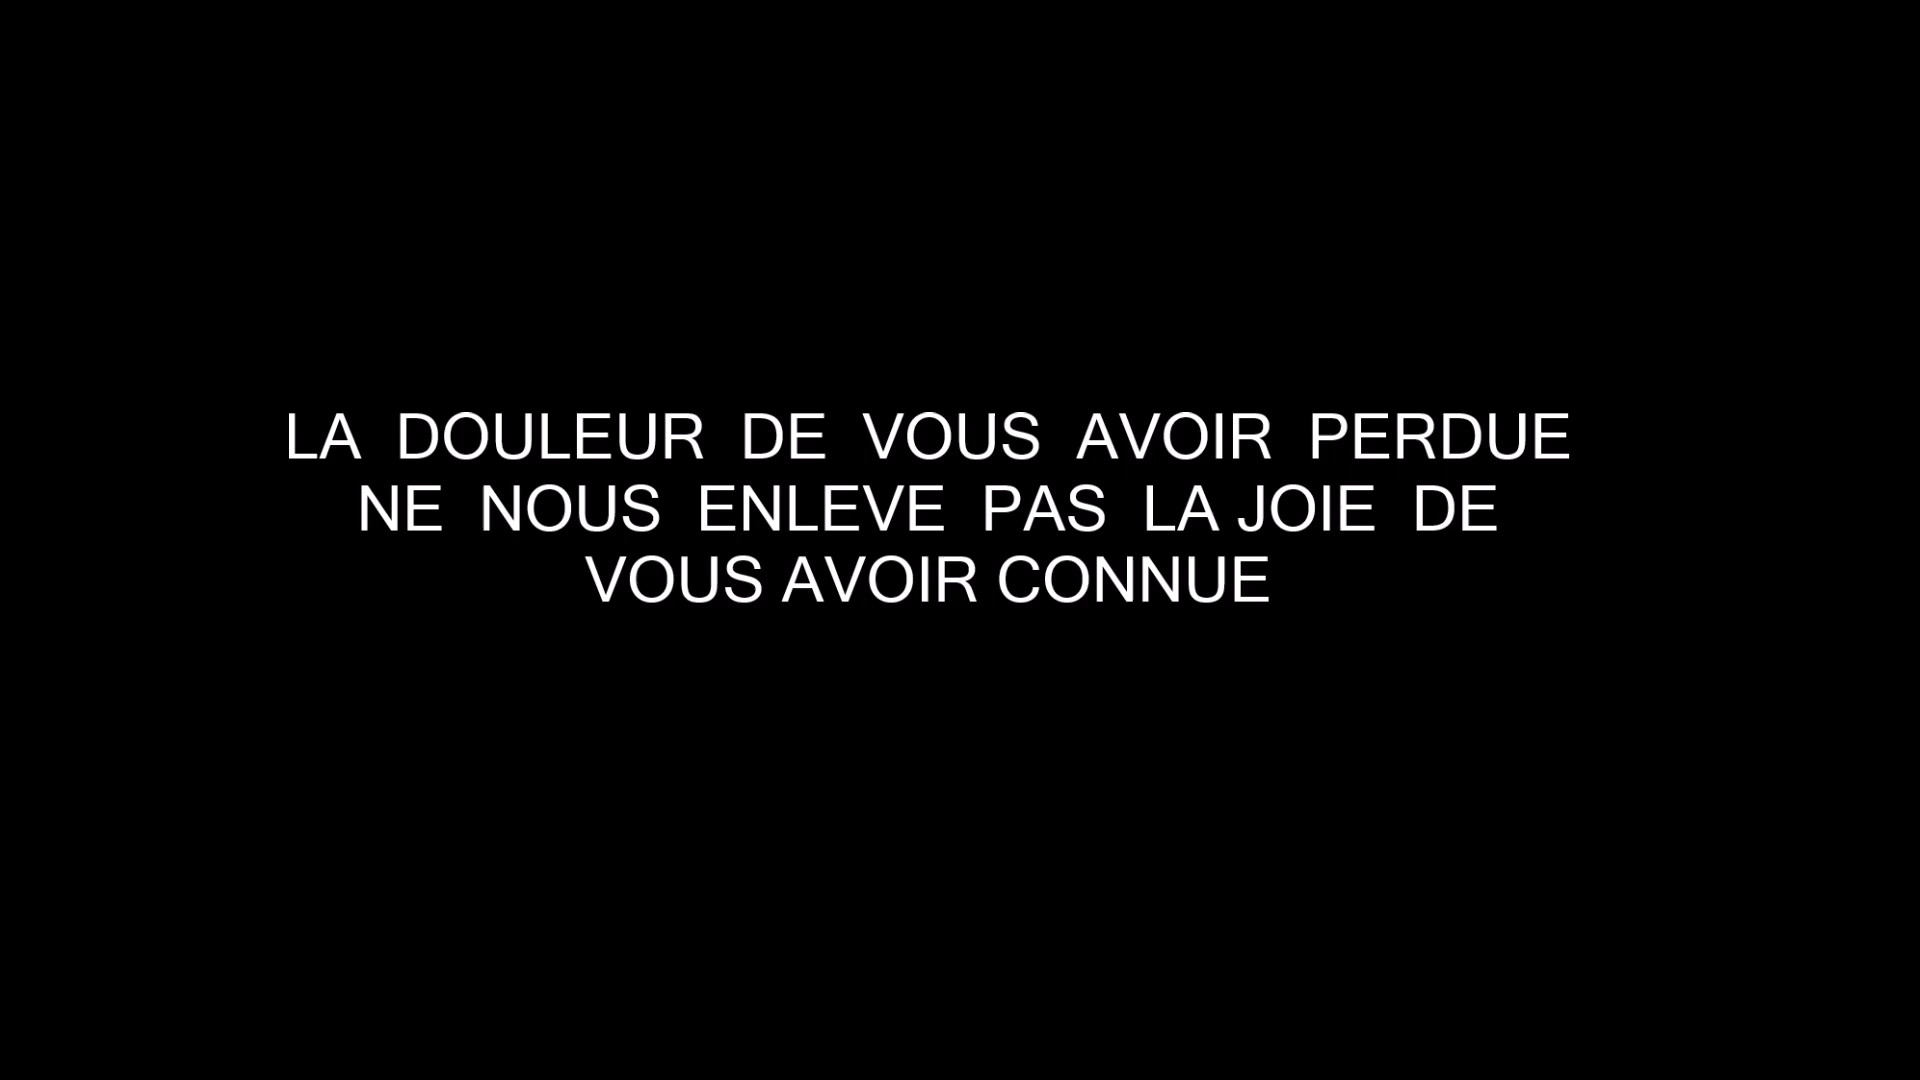 LA DOULEUR DE VOUS AVOIR PERDUE
NE NOUS ENLEVE PAS LA JOIE DE
VOUS AVOIR CONNUE